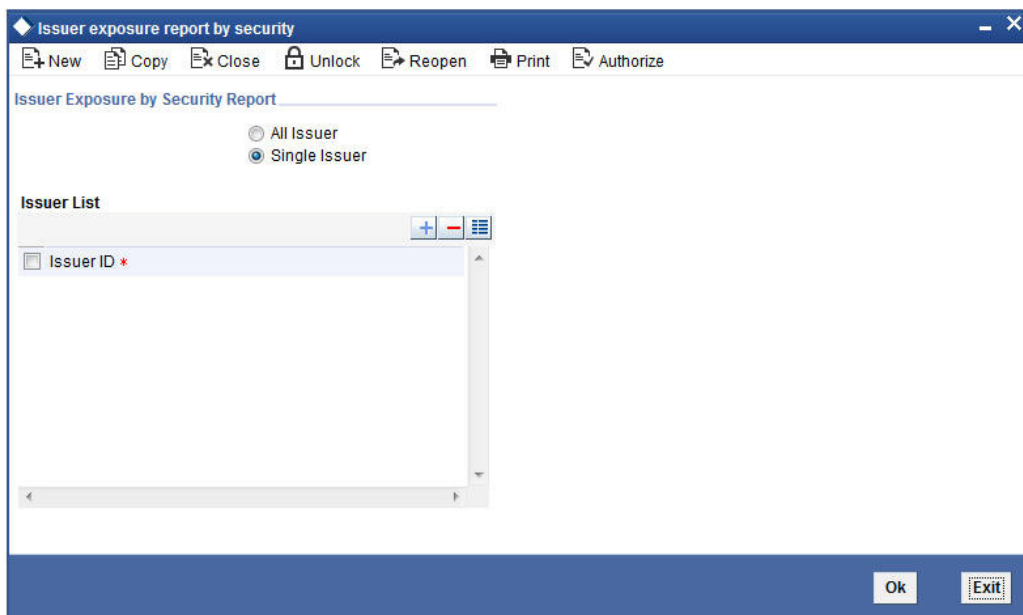 Issuer exposure report by security
New Copy Close Unlock Reopen Print Authorize
Issuer Exposure by Security Report
All Issuer
Single Issuer
Issuer List
Issuer ID *
Ok Exit